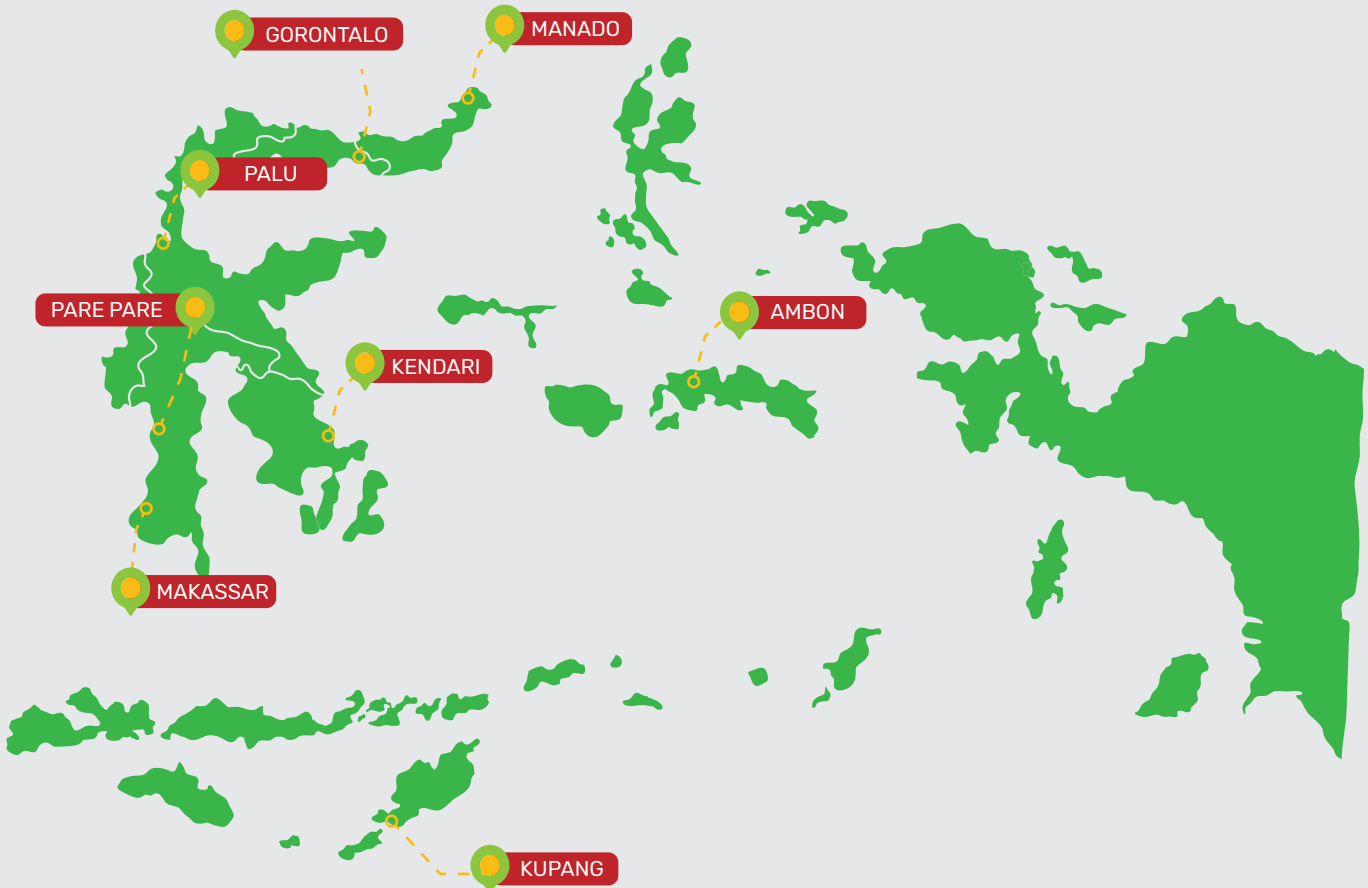 GORONTALO
MANADO
PALU
PARE PARE
AMBON
KENDARI
MAKASSAR
KUPANG